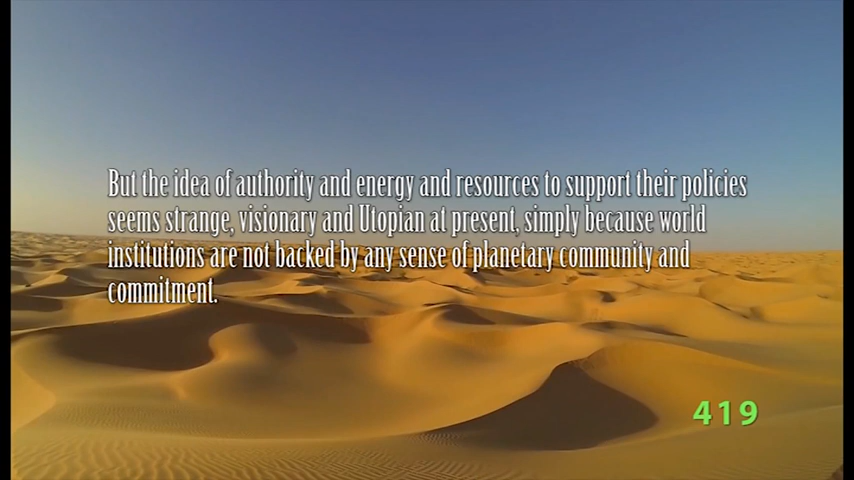 But the idea of authority and energy and resources to support their policies
seems strange, visionary and Utopian at present, simply because world
institutions are not backed by any sense of planetary community and
commitment.
419